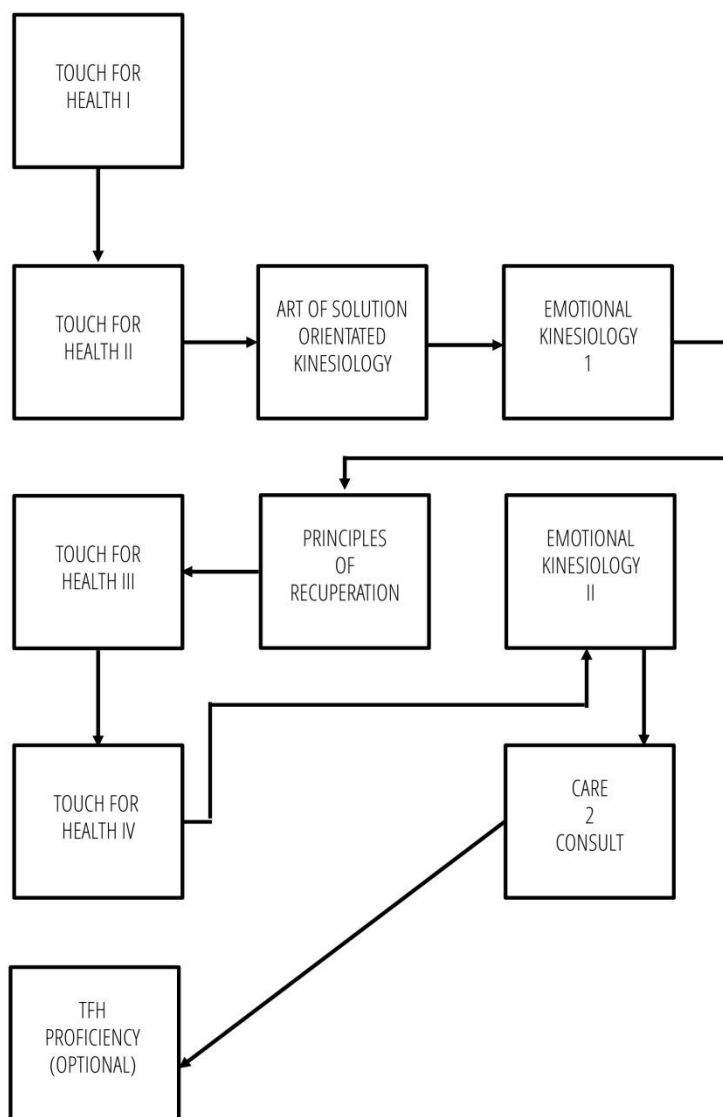 TOUCH FOR
HEALTH I
TOUCH FOR
HEALTH II
ART OF SOLUTION
ORIENTATED
KINESIOLOGY
EMOTIONAL
KINESIOLOGY
1
TOUCH FOR
HEALTH III
PRINCIPLES
OF
RECUPERATION
EMOTIONAL
KINESIOLOGY
II
TOUCH FOR
HEALTH IV
CARE
2
CONSULT
TFH
PROFICIENCY
(OPTIONAL)